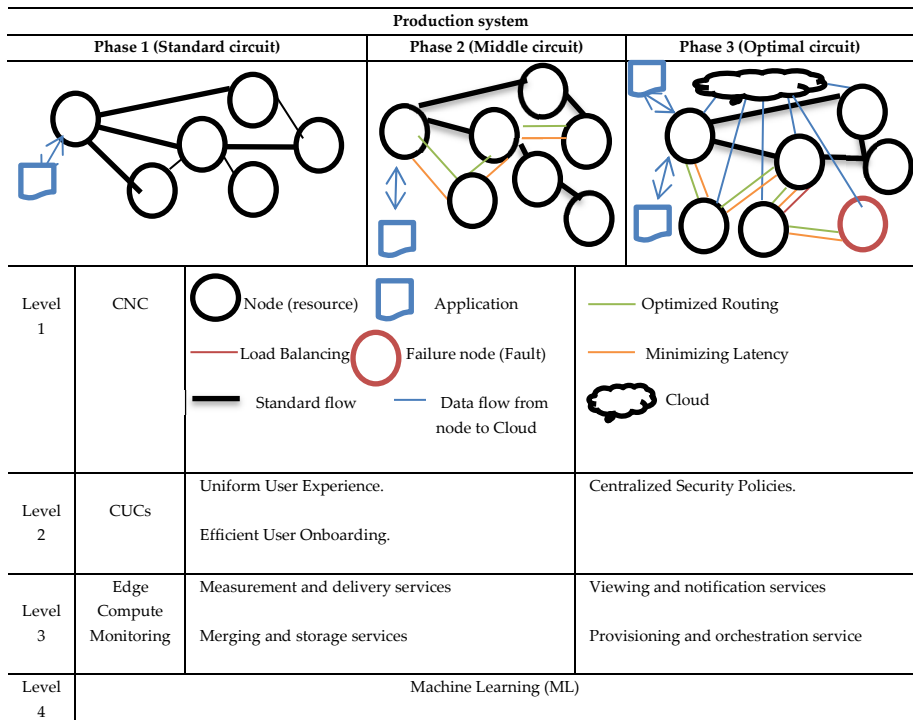 Production system
Phase 1 (Standard circuit)
Phase 2 (Middle circuit)
Phase 3 (Optimal circuit)
Level
1
CNC
Node (resource)
Application
Optimized Routing
Load Balancing
Failure node (Fault)
Minimizing Latency
Standard flow
Data flow from
node to Cloud
Cloud
Level
2
CUCs
Uniform User Experience.
Efficient User Onboarding.
Centralized Security Policies.
Level
3
Edge
Compute
Monitoring
Measurement and delivery services
Merging and storage services
Viewing and notification services
Provisioning and orchestration service
Level
4
Machine Learning (ML)